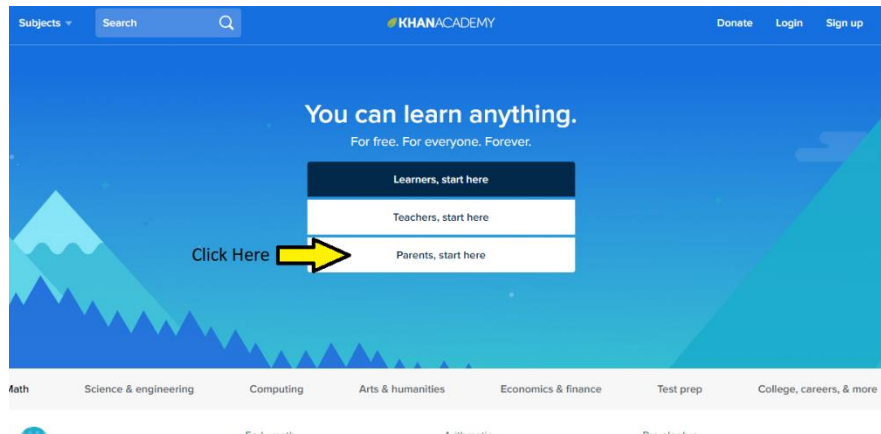 Subjects Search KHANACADEMY Donate Login Sign up
You can learn anything.
For free. For everyone. Forever.
Learners, start here
Teachers, start here
Click Here Parents, start here
Math Science & engineering Computing Arts & humanities Economics & finance Test prep College, careers, & more